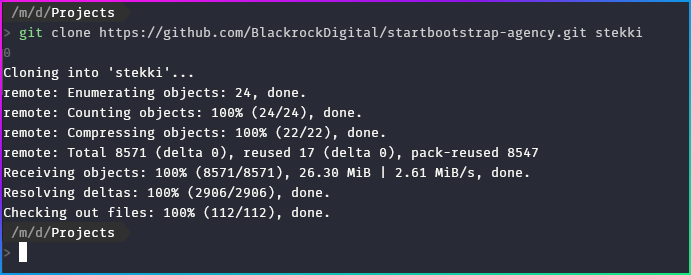 /m/d/Projects
> git clone https://github.com/BlackrockDigital/startbootstrap-agency.git stekki
0
Cloning into 'stekki'...
remote: Enumerating objects: 24, done.
remote: Counting objects: 100% (24/24), done.
remote: Compressing objects: 100% (22/22), done.
remote: Total 8571 (delta 0), reused 17 (delta 0), pack-reused 8547
Receiving objects: 100% (8571/8571), 26.30 MiB | 2.61 MiB/s, done.
Resolving deltas: 100% (2906/2906), done.
Checking out files: 100% (112/112), done.
/m/d/Projects
>